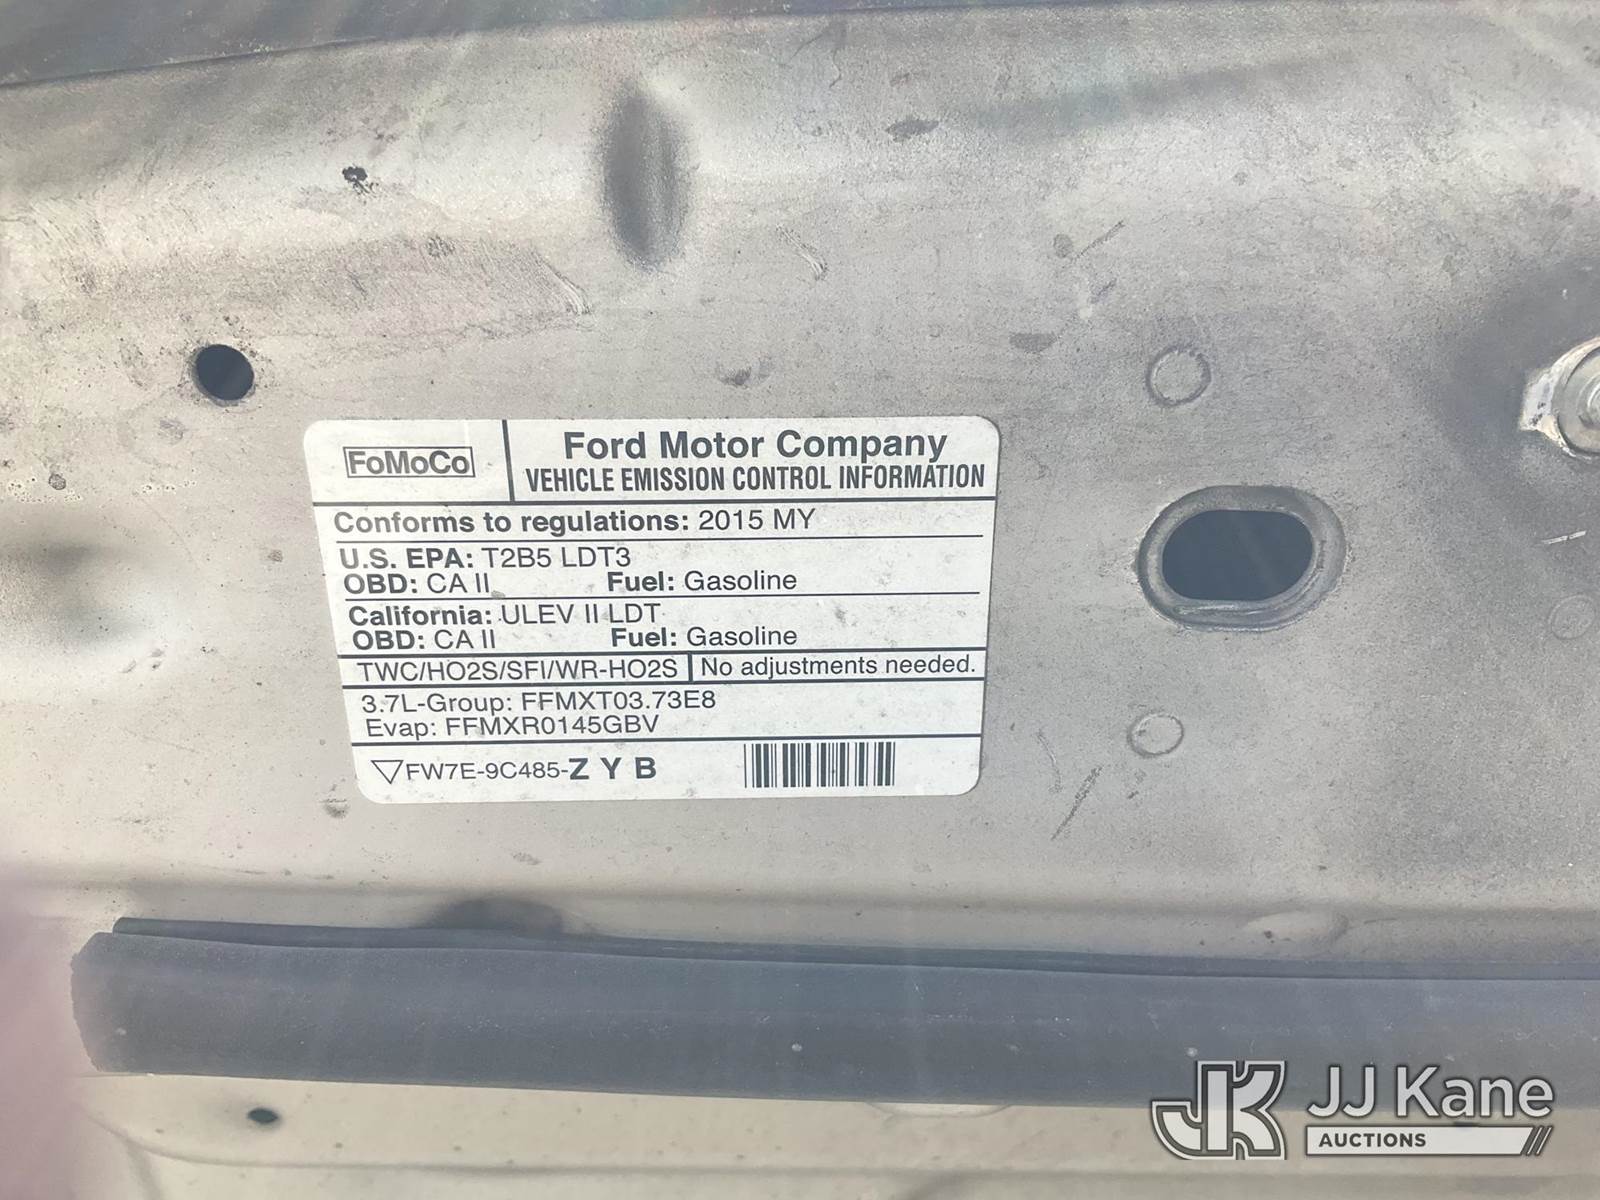 FoMoCo
Ford Motor Company
VEHICLE EMISSION CONTROL INFORMATION
Conforms to regulations: 2015 MY
U.S. EPA: T2B5 LDT3
OBD: CA II Fuel: Gasoline
California: ULEV II LDT
OBD: CA II Fuel: Gasoline
TWC/HO2S/SFI/WR-HO2S No adjustments needed.
3.7L-Group: FFMXT03.73E8
Evap: FFMXR0145GBV
FW7E-9C485-Z Y B
JK JJ Kane
AUCTIONS